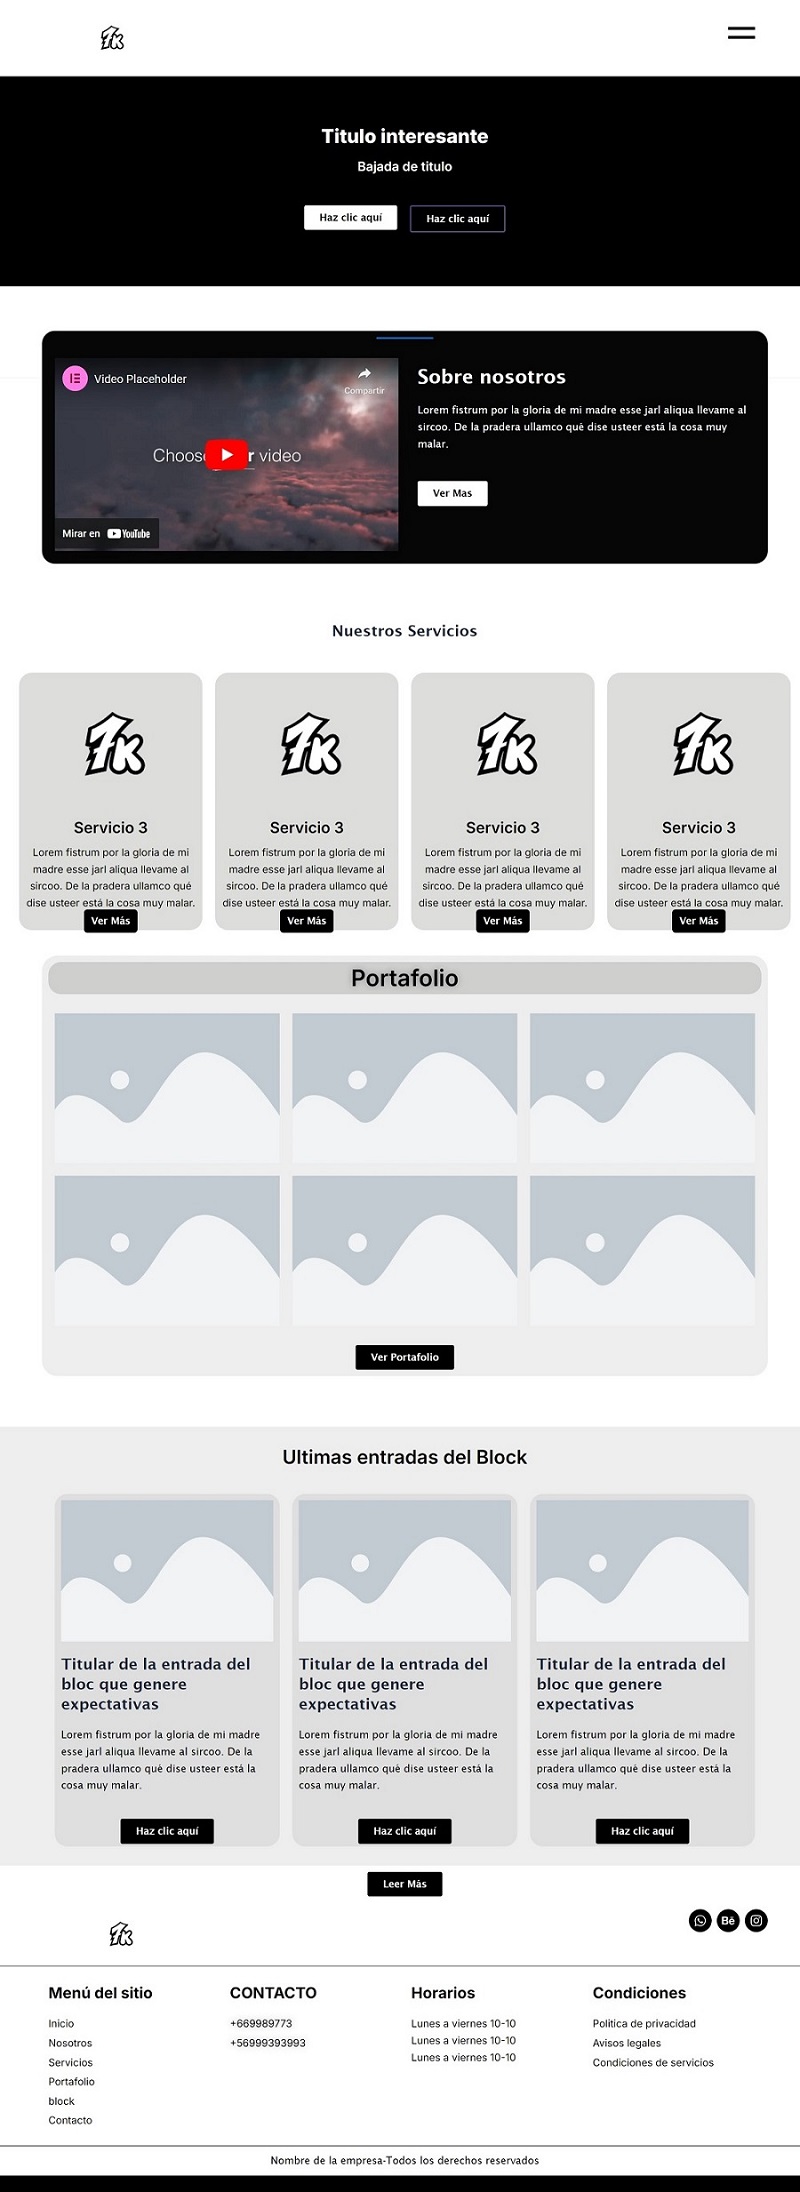 7K
Titulo interesante
Bajada de titulo
Haz clic aquí
Haz clic aquí
Video Placeholder
Compartir
Choose r video
Mirar en YouTube
Sobre nosotros
Lorem fistrum por la gloria de mi madre esse jarl aliqua llevame al
sircoo. De la pradera ullamco qué dise usteer está la cosa muy
malar.
Ver Mas
Nuestros Servicios
7K
Servicio 3
Lorem fistrum por la gloria de mi
madre esse jarl aliqua llevame al
sircoo. De la pradera ullamco qué
dise usteer está la cosa muy malar.
Ver Más
7K
Servicio 3
Lorem fistrum por la gloria de mi
madre esse jarl aliqua llevame al
sircoo. De la pradera ullamco qué
dise usteer está la cosa muy malar.
Ver Más
7K
Servicio 3
Lorem fistrum por la gloria de mi
madre esse jarl aliqua llevame al
sircoo. De la pradera ullamco qué
dise usteer está la cosa muy malar.
Ver Más
7K
Servicio 3
Lorem fistrum por la gloria de mi
madre esse jarl aliqua llevame al
sircoo. De la pradera ullamco qué
dise usteer está la cosa muy malar.
Ver Más
Portafolio
Ver Portafolio
Ultimas entradas del Block
Titular de la entrada del
bloc que genere
expectativas
Lorem fistrum por la gloria de mi madre
esse jarl aliqua llevame al sircoo. De la
pradera ullamco qué dise usteer está la
cosa muy malar.
Haz clic aquí
Titular de la entrada del
bloc que genere
expectativas
Lorem fistrum por la gloria de mi madre
esse jarl aliqua llevame al sircoo. De la
pradera ullamco qué dise usteer está la
cosa muy malar.
Haz clic aquí
Titular de la entrada del
bloc que genere
expectativas
Lorem fistrum por la gloria de mi madre
esse jarl aliqua llevame al sircoo. De la
pradera ullamco qué dise usteer está la
cosa muy malar.
Haz clic aquí
Leer Más
7K
Bē
Menú del sitio
Inicio
Nosotros
Servicios
Portafolio
block
Contacto
CONTACTO
+669989773
+56999393993
Horarios
Lunes a viernes 10-10
Lunes a viernes 10-10
Lunes a viernes 10-10
Condiciones
Politica de privacidad
Avisos legales
Condiciones de servicios
Nombre de la empresa-Todos los derechos reservados